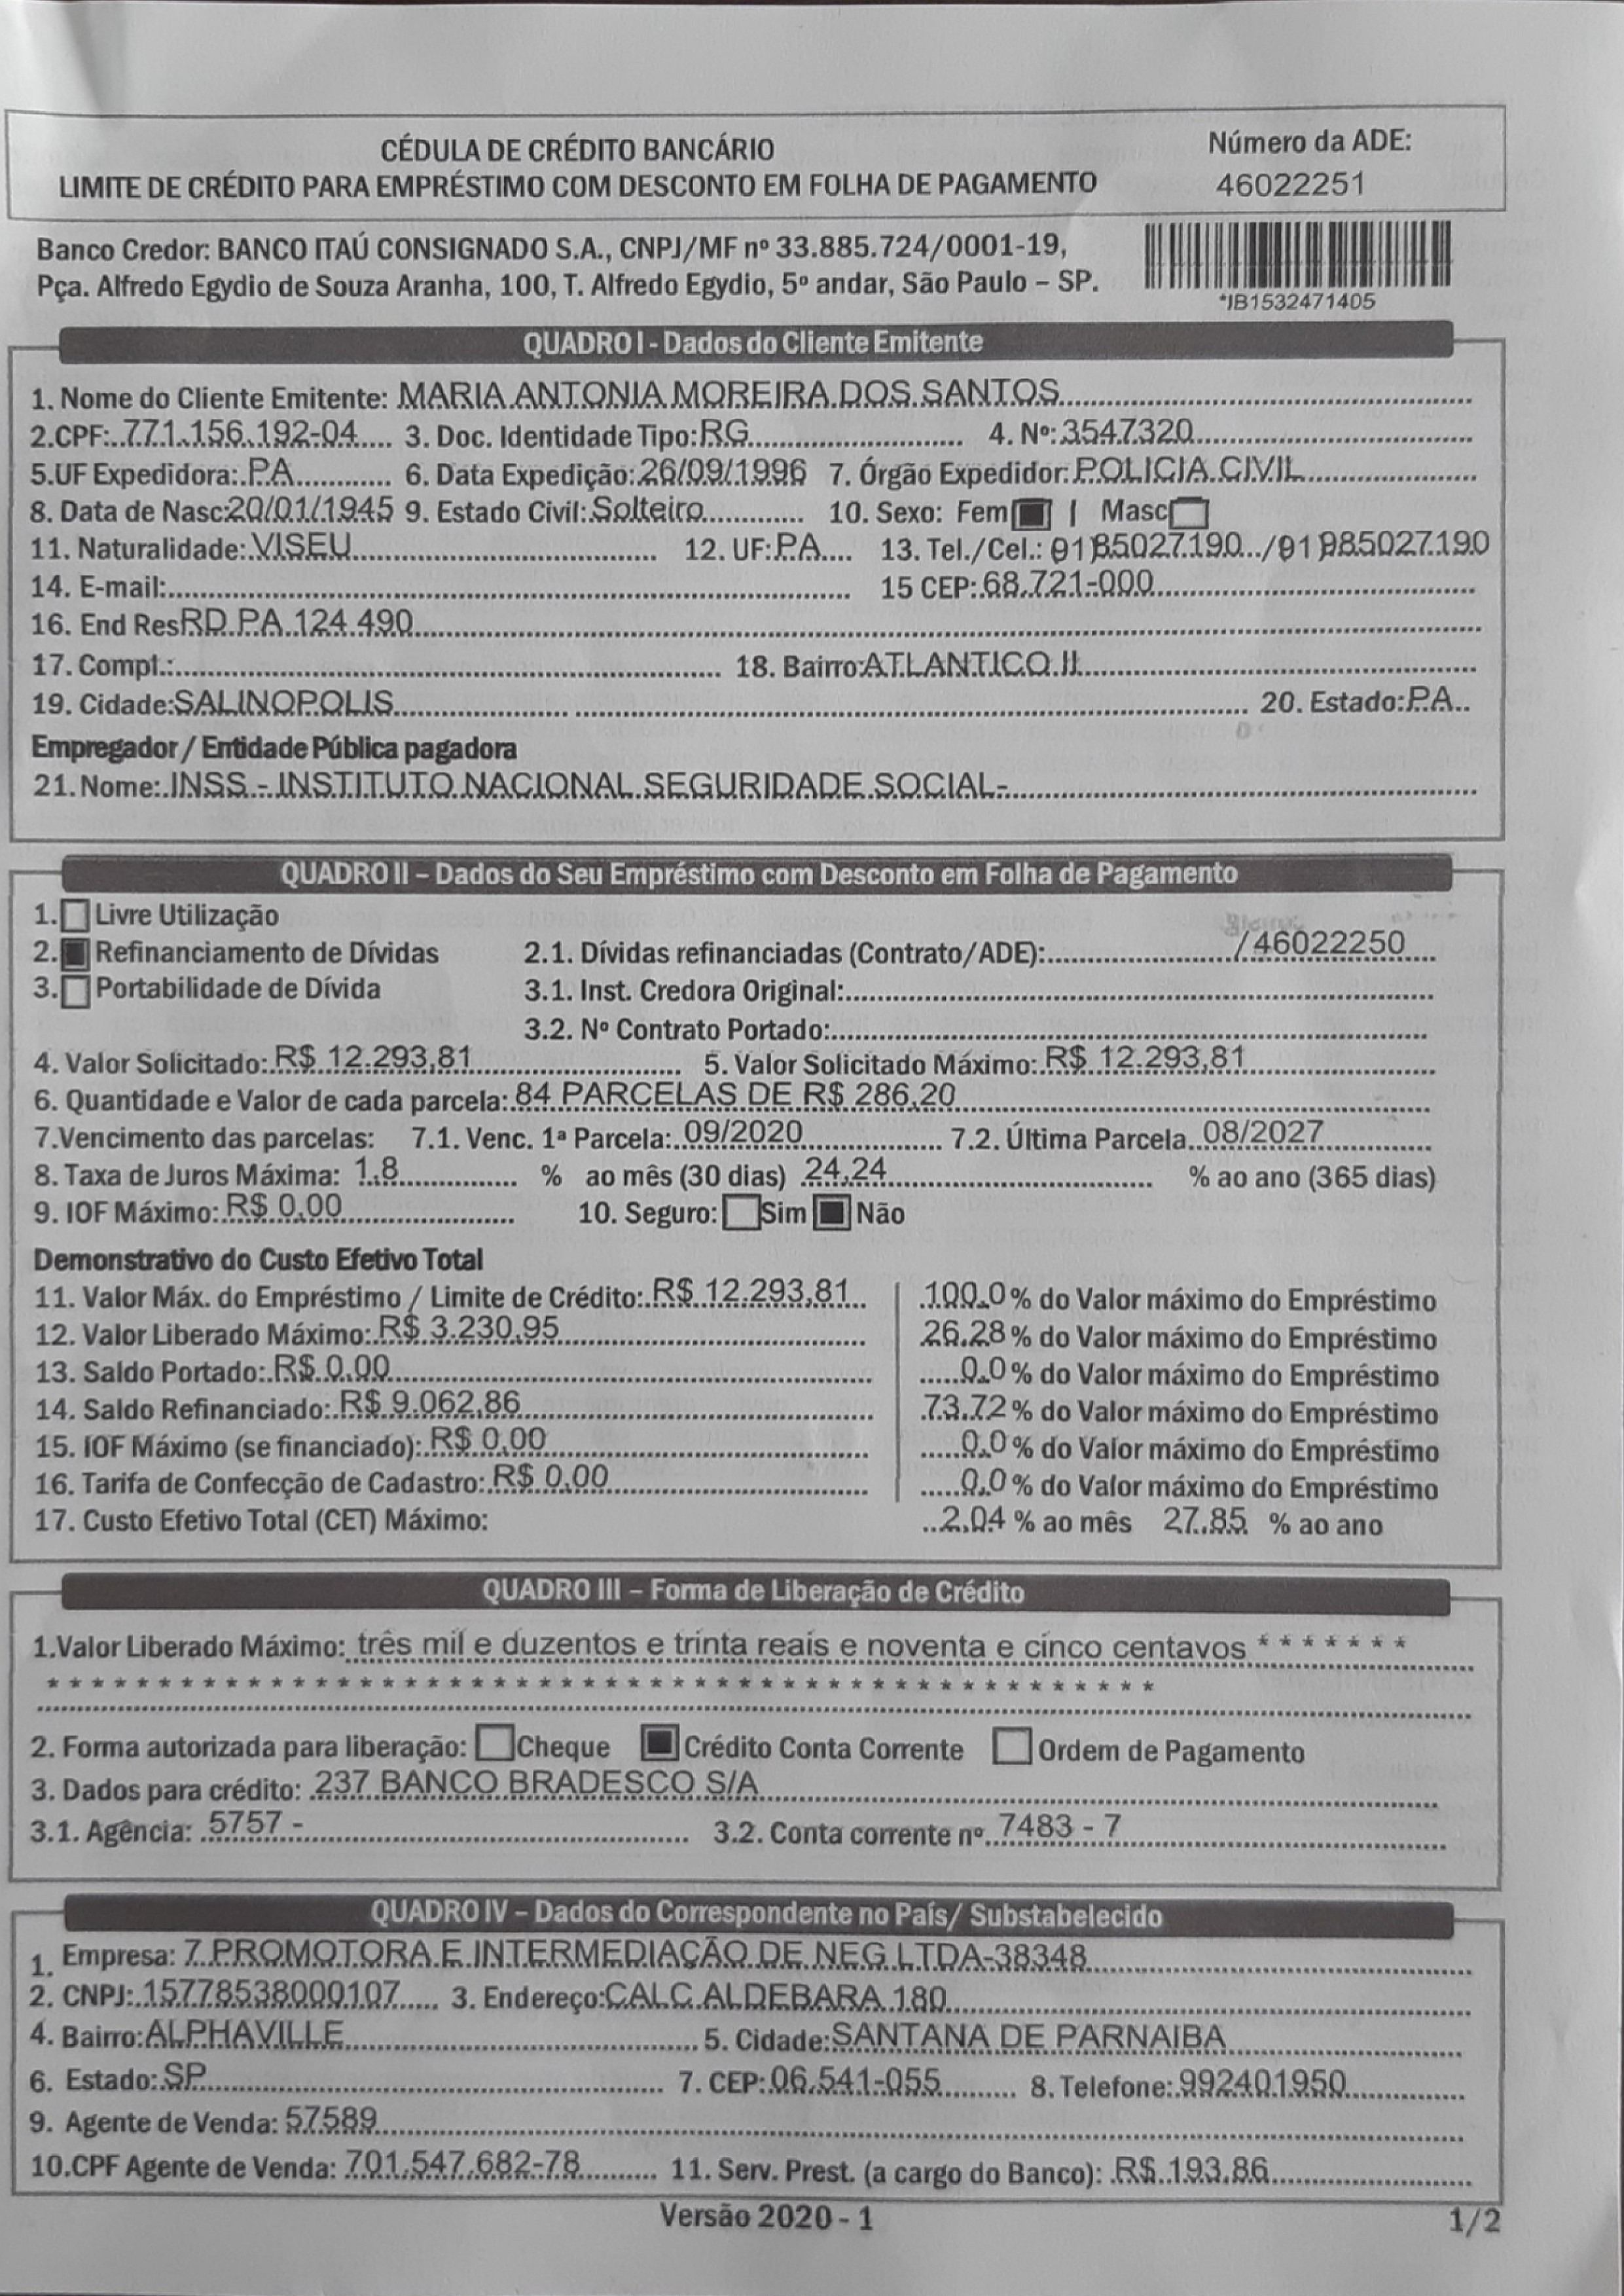 CÉDULA DE CRÉDITO BANCÁRIO
LIMITE DE CRÉDITO PARA EMPRÉSTIMO COM DESCONTO EM FOLHA DE PAGAMENTO
Número da ADE:
46022251
Banco Credor: BANCO ITAÚ CONSIGNADO S.A., CNPJ/MF nº 33.885.724/0001-19,
Pça. Alfredo Egydio de Souza Aranha, 100, T. Alfredo Egydio, 5º andar, São Paulo – SP.
*IB1532471405
QUADRO I - Dados do Cliente Emitente
1. Nome do Cliente Emitente: MARIA ANTONIA MOREIRA DOS SANTOS
2.CPF: 771.156.192-04 3. Doc. Identidade Tipo: RG 4. Nº: 3547320
5.UF Expedidora: PA 6. Data Expedição: 26/09/1996 7. Órgão Expedidor: POLICIA CIVIL
8. Data de Nasc: 20/01/1945 9. Estado Civil: Solteiro 10. Sexo: Fem | Masc
11. Naturalidade: VISEU 12. UF: PA 13. Tel./Cel.: 91)85027190 /91)985027190
14. E-mail: 15 CEP: 68.721-000
16. End Res RD PA 124 490
17. Compl.: 18. Bairro: ATLANTICO II
19. Cidade: SALINOPOLIS 20. Estado: PA
Empregador / Entidade Pública pagadora
21. Nome: INSS - INSTITUTO NACIONAL SEGURIDADE SOCIAL-
QUADRO II – Dados do Seu Empréstimo com Desconto em Folha de Pagamento
1. Livre Utilização
2. Refinanciamento de Dívidas 2.1. Dívidas refinanciadas (Contrato/ADE): /46022250
3. Portabilidade de Dívida 3.1. Inst. Credora Original:
3.2. Nº Contrato Portado:
4. Valor Solicitado: R$ 12.293,81 5. Valor Solicitado Máximo: R$ 12.293,81
6. Quantidade e Valor de cada parcela: 84 PARCELAS DE R$ 286,20
7.Vencimento das parcelas: 7.1. Venc. 1ª Parcela: 09/2020 7.2. Última Parcela 08/2027
8. Taxa de Juros Máxima: 1,8 % ao mês (30 dias) 24,24 % ao ano (365 dias)
9. IOF Máximo: R$ 0,00 10. Seguro: Sim Não
Demonstrativo do Custo Efetivo Total
11. Valor Máx. do Empréstimo / Limite de Crédito: R$ 12.293,81 100.0 % do Valor máximo do Empréstimo
12. Valor Liberado Máximo: R$ 3.230,95 26.28 % do Valor máximo do Empréstimo
13. Saldo Portado: R$ 0,00 0.0 % do Valor máximo do Empréstimo
14. Saldo Refinanciado: R$ 9.062,86 73.72 % do Valor máximo do Empréstimo
15. IOF Máximo (se financiado): R$ 0,00 0.0 % do Valor máximo do Empréstimo
16. Tarifa de Confecção de Cadastro: R$ 0,00 0.0 % do Valor máximo do Empréstimo
17. Custo Efetivo Total (CET) Máximo: 2.04 % ao mês 27.85 % ao ano
QUADRO III – Forma de Liberação de Crédito
1.Valor Liberado Máximo: três mil e duzentos e trinta reais e noventa e cinco centavos * * * * * * *
* * * * * * * * * * * * * * * * * * * * * * * * * * * * * * * * * * * * * * * * * * * * * * * * * *
2. Forma autorizada para liberação: Cheque Crédito Conta Corrente Ordem de Pagamento
3. Dados para crédito: 237 BANCO BRADESCO S/A
3.1. Agência: 5757 - 3.2. Conta corrente nº 7483 - 7
QUADRO IV – Dados do Correspondente no País/ Substabelecido
1. Empresa: 7 PROMOTORA E INTERMEDIAÇÃO DE NEG LTDA-38348
2. CNPJ: 15778538000107 3. Endereço: CALC ALDEBARA 180
4. Bairro: ALPHAVILLE 5. Cidade: SANTANA DE PARNAIBA
6. Estado: SP 7. CEP: 06.541-055 8. Telefone: 992401950
9. Agente de Venda: 57589
10.CPF Agente de Venda: 701.547.682-78 11. Serv. Prest. (a cargo do Banco): R$ 193,86
Versão 2020 - 1
1/2